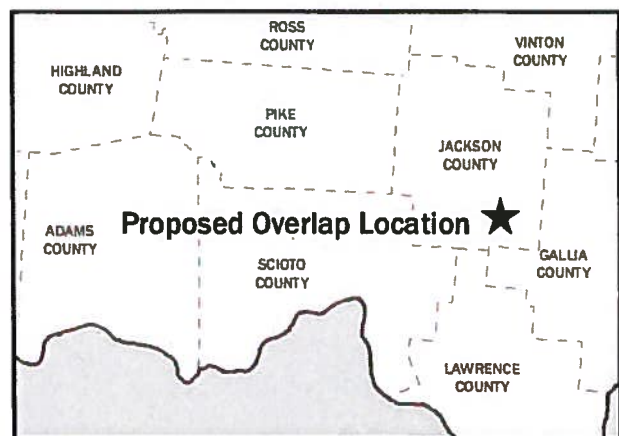 ROSS
COUNTY
VINTON
COUNTY
HIGHLAND
COUNTY
PIKE
COUNTY
JACKSON
COUNTY
Proposed Overlap Location
ADAMS
COUNTY
SCIOTO
COUNTY
GALLIA
COUNTY
LAWRENCE
COUNTY